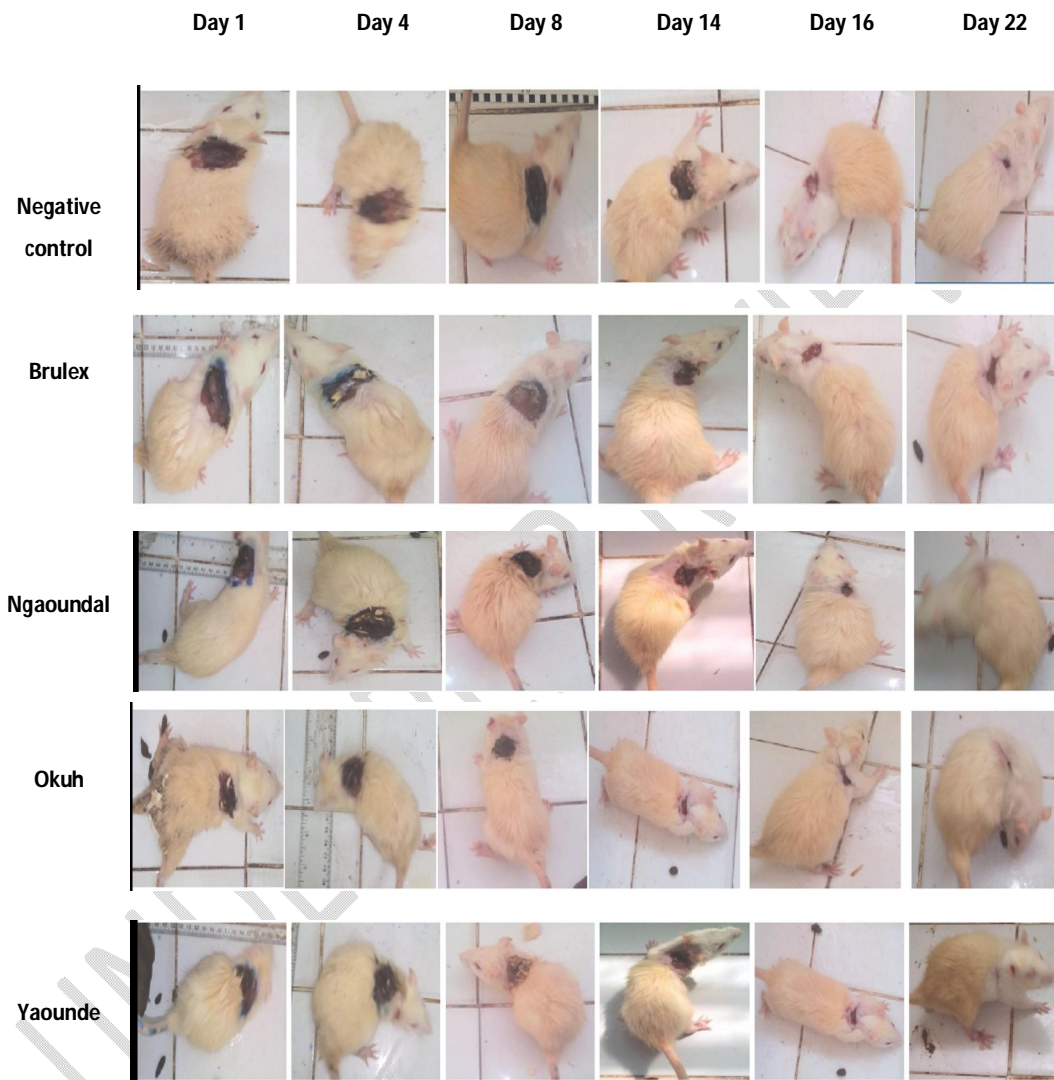 Day 1 Day 4 Day 8 Day 14 Day 16 Day 22
Negative
control
Brulex
Ngaoundal
Okuh
Yaounde